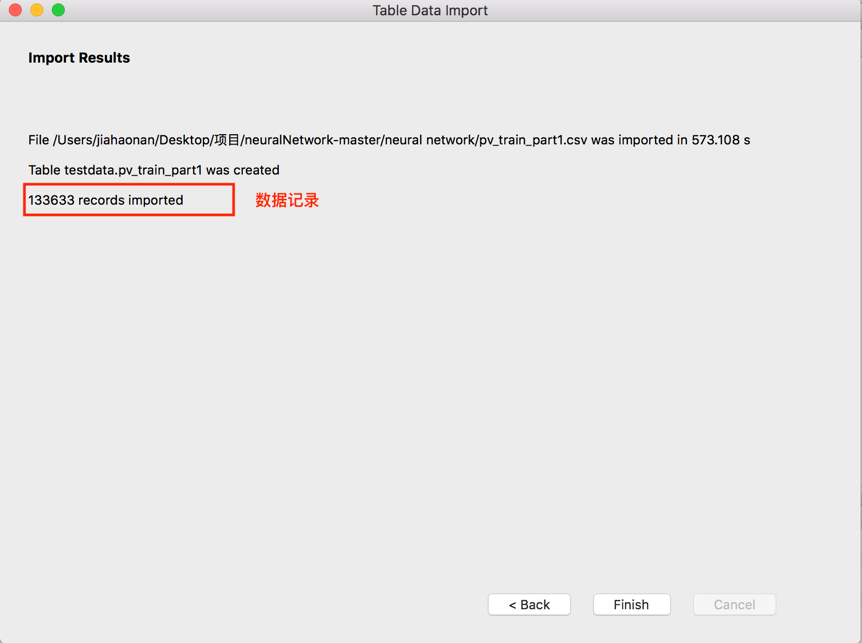 Table Data Import
Import Results
File /Users/jiahaonan/Desktop/项目/neuralNetwork-master/neural network/pv_train_part1.csv was imported in 573.108 s
Table testdata.pv_train_part1 was created
133633 records imported 数据记录
< Back Finish Cancel